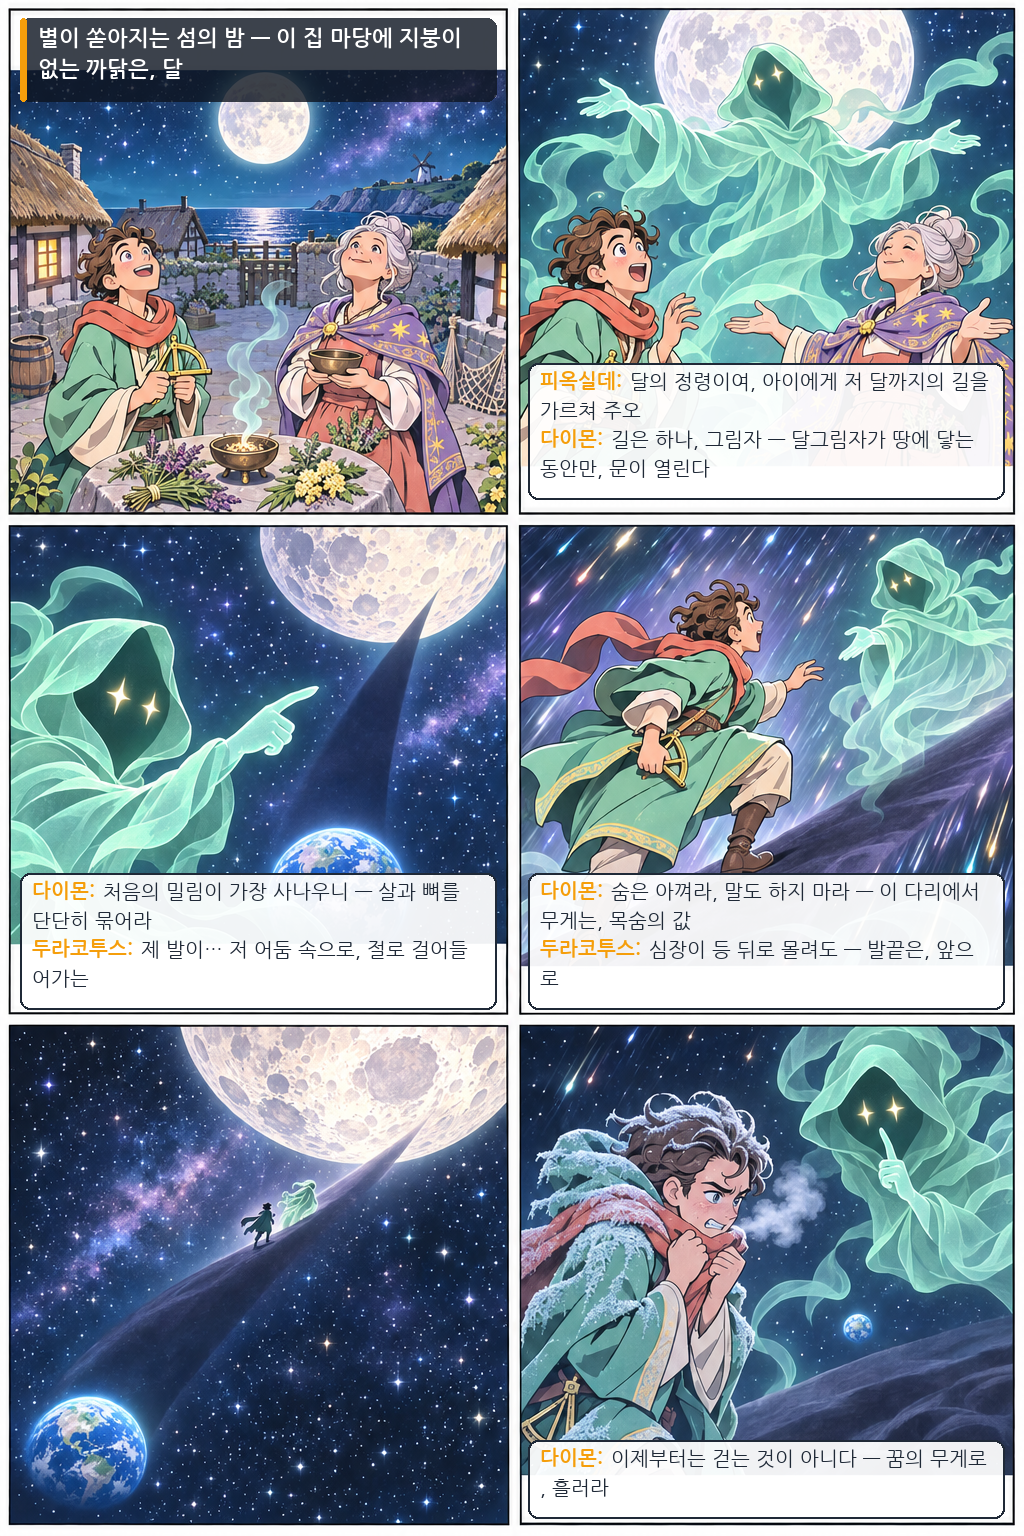 별이 쏟아지는 섬의 밤 — 이 집 마당에 지붕이
없는 까닭은, 달
피옥실데: 달의 정령이여, 아이에게 저 달까지의 길을
가르쳐 주오
다이몬: 길은 하나, 그림자 — 달그림자가 땅에 닿는
동안만, 문이 열린다
다이몬: 처음의 밀림이 가장 사나우니 — 살과 뼈를
단단히 묶어라
두라코투스: 제 발이… 저 어둠 속으로, 절로 걸어들
어가는
다이몬: 숨은 아껴라, 말도 하지 마라 — 이 다리에서
무게는, 목숨의 값
두라코투스: 심장이 등 뒤로 몰려도 — 발끝은, 앞으
로
다이몬: 이제부터는 걷는 것이 아니다 — 꿈의 무게로
, 흘러라